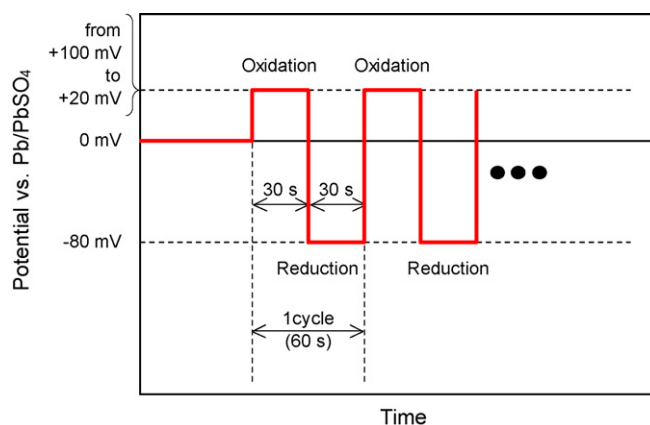 from
+100 mV
to
+20 mV
Oxidation
Oxidation
0 mV
Potential vs. Pb/PbSO₄
30 s
30 s
-80 mV
Reduction
Reduction
1cycle
(60 s)
Time